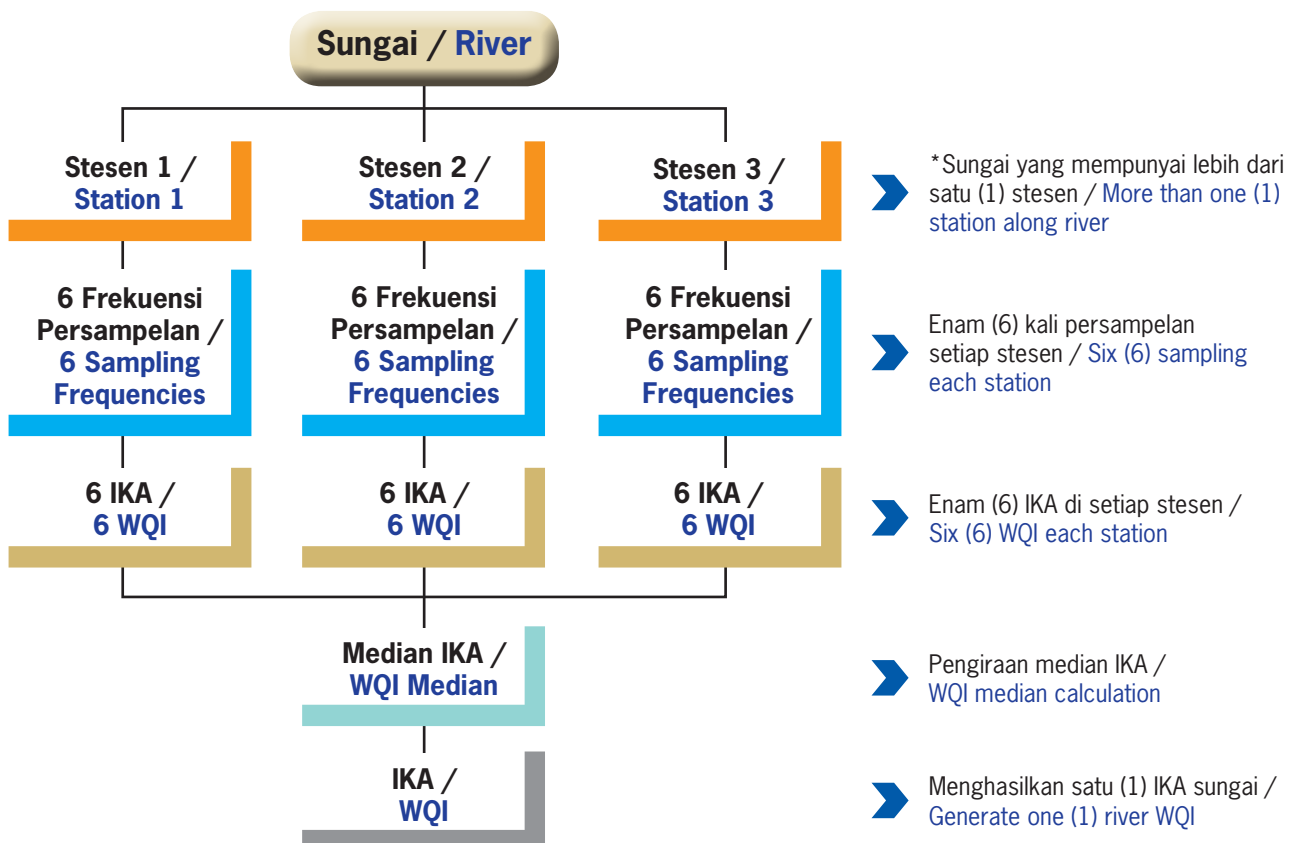 Sungai / River
Stesen 1 /
Station 1
Stesen 2 /
Station 2
Stesen 3 /
Station 3
*Sungai yang mempunyai lebih dari
satu (1) stesen / More than one (1)
station along river
6 Frekuensi
Persampelan /
6 Sampling
Frequencies
6 Frekuensi
Persampelan /
6 Sampling
Frequencies
6 Frekuensi
Persampelan /
6 Sampling
Frequencies
Enam (6) kali persampelan
setiap stesen / Six (6) sampling
each station
6 IKA /
6 WQI
6 IKA /
6 WQI
6 IKA /
6 WQI
Enam (6) IKA di setiap stesen /
Six (6) WQI each station
Median IKA /
WQI Median
Pengiraan median IKA /
WQI median calculation
IKA /
WQI
Menghasilkan satu (1) IKA sungai /
Generate one (1) river WQI